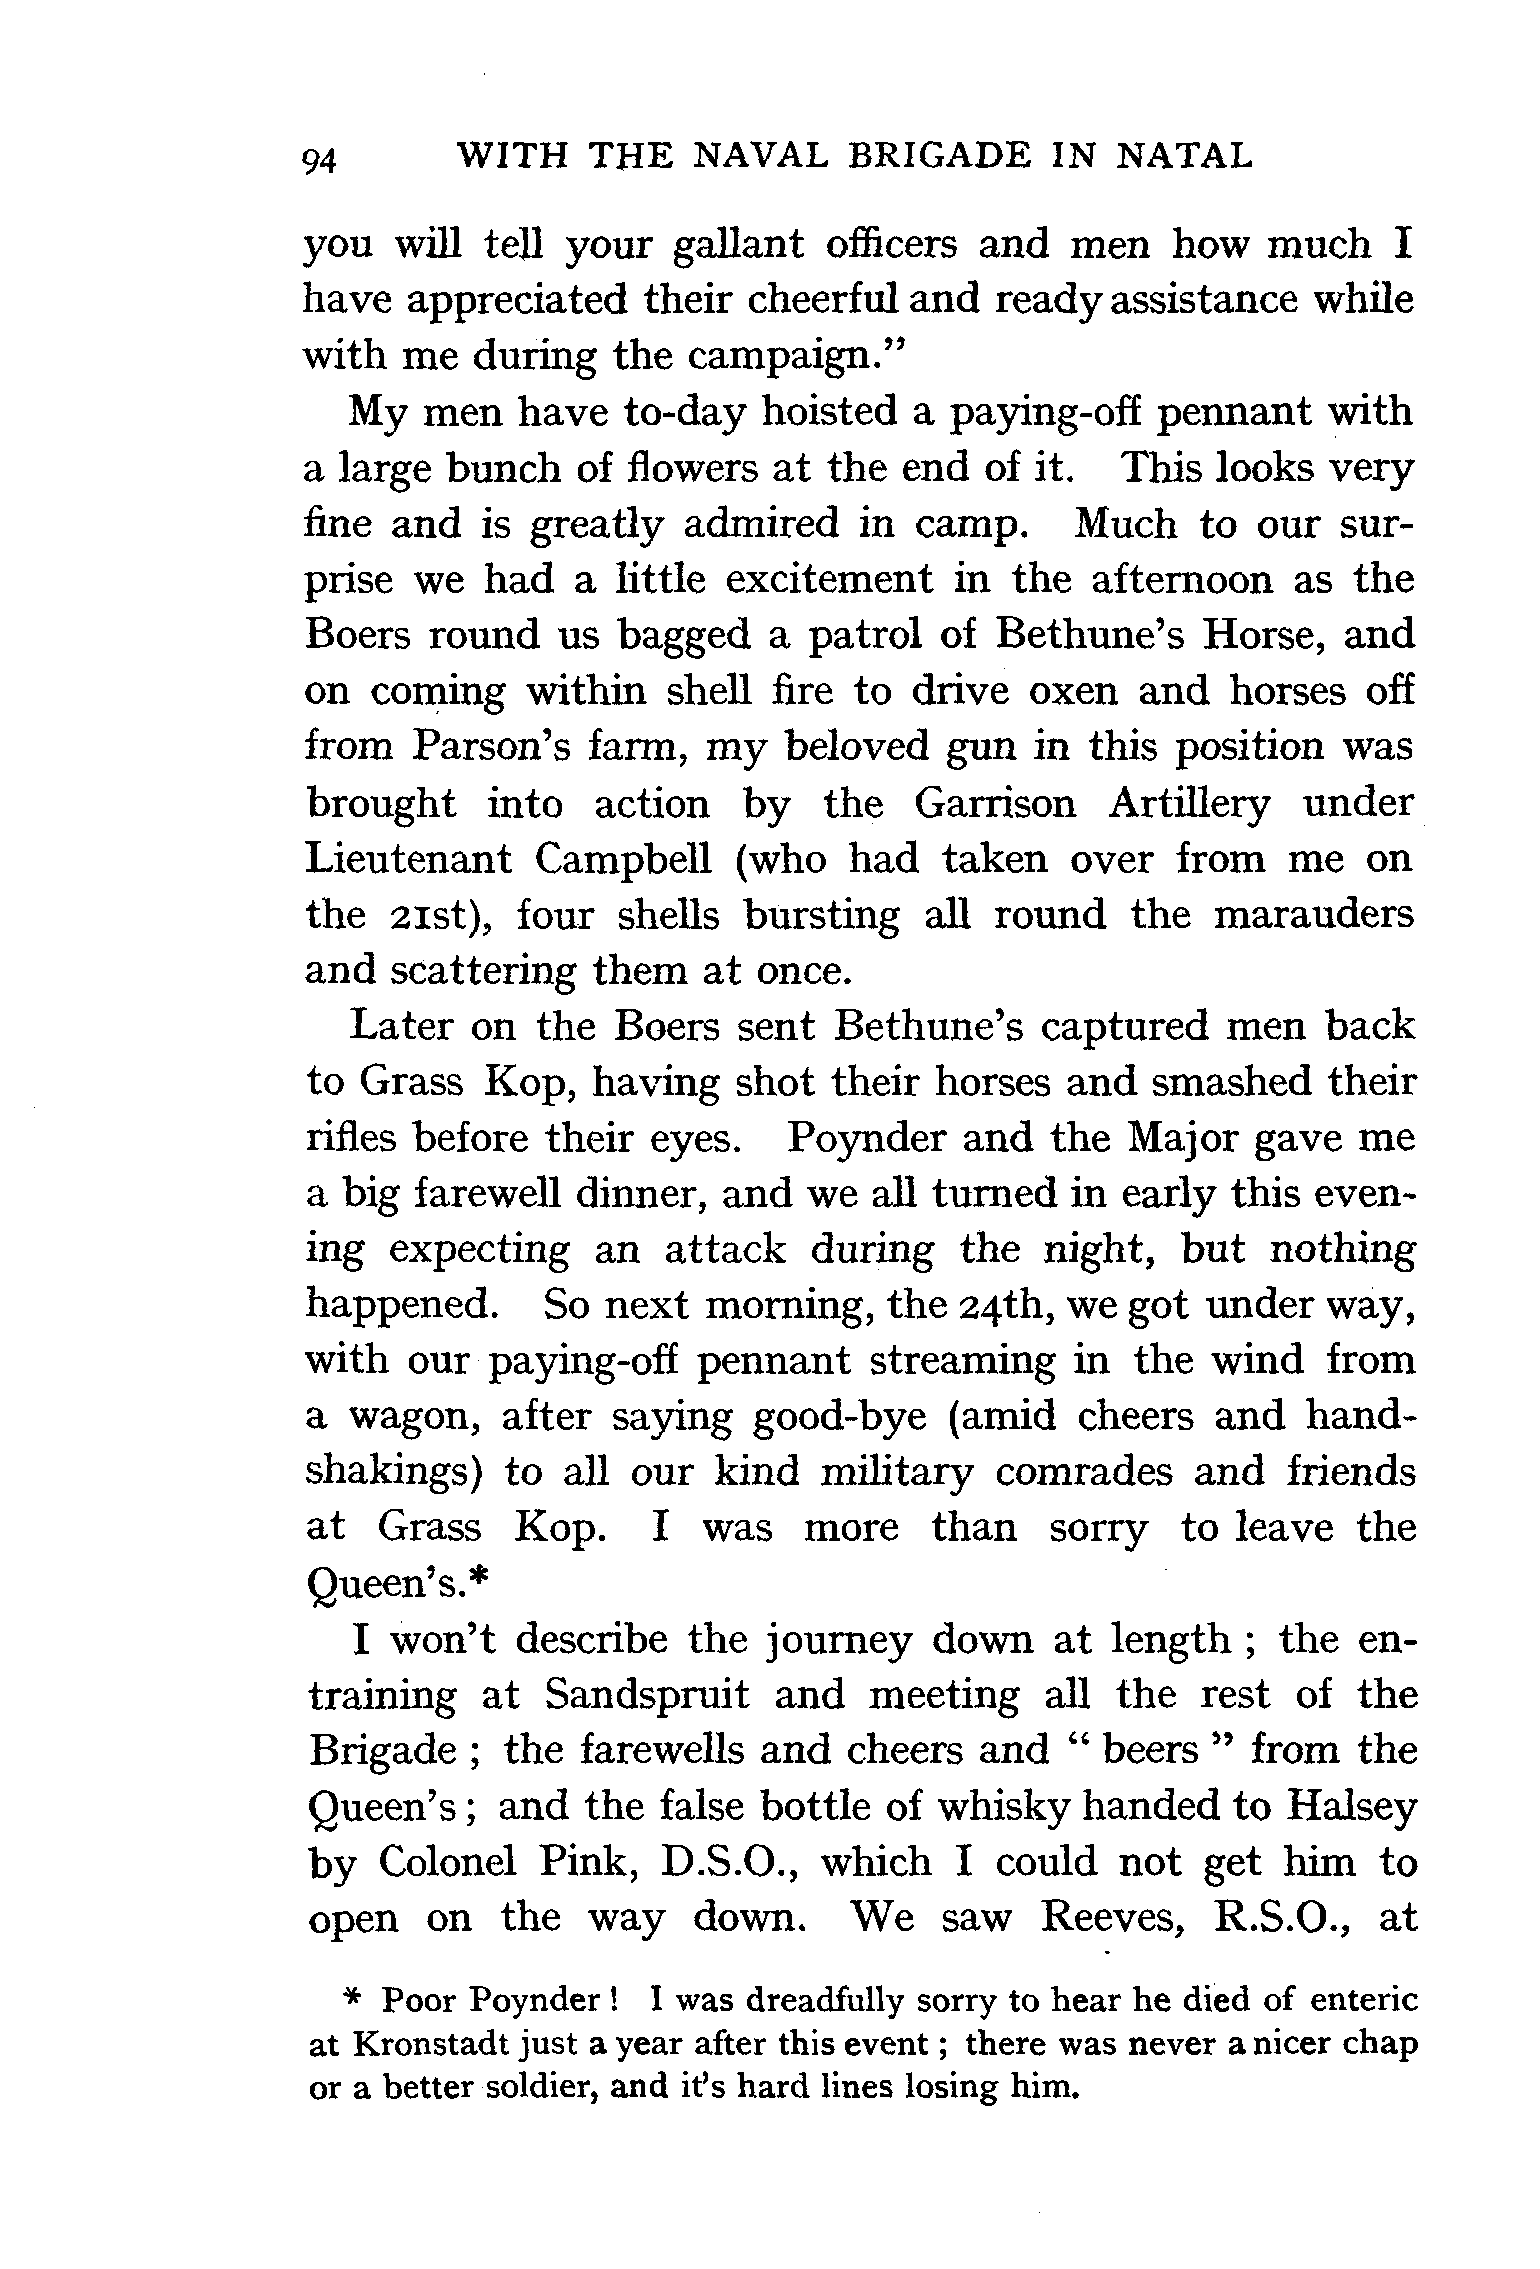 94 WITH THE NAVAL BRIGADE IN NATAL
you will tell your gallant officers and men how much I
have appreciated their cheerful and ready assistance while
with me during the campaign.”
My men have to-day hoisted a paying-off pennant with
a large bunch of flowers at the end of it. This looks very
fine and is greatly admired in camp. Much to our sur-
prise we had a little excitement in the afternoon as the
Boers round us bagged a patrol of Bethune’s Horse, and
on coming within shell fire to drive oxen and horses off
from Parson’s farm, my beloved gun in this position was
brought into action by the Garrison Artillery under
Lieutenant Campbell (who had taken over from me on
the 21st), four shells bursting all round the marauders
and scattering them at once.
Later on the Boers sent Bethune’s captured men back
to Grass Kop, having shot their horses and smashed their
rifles before their eyes. Poynder and the Major gave me
a big farewell dinner, and we all turned in early this even-
ing expecting an attack during the night, but nothing
happened. So next morning, the 24th, we got under way,
with our paying-off pennant streaming in the wind from
a wagon, after saying good-bye (amid cheers and hand-
shakings) to all our kind military comrades and friends
at Grass Kop. I was more than sorry to leave the
Queen’s.*
I won’t describe the journey down at length ; the en-
training at Sandspruit and meeting all the rest of the
Brigade ; the farewells and cheers and “ beers ” from the
Queen’s ; and the false bottle of whisky handed to Halsey
by Colonel Pink, D.S.O., which I could not get him to
open on the way down. We saw Reeves, R.S.O., at
* Poor Poynder ! I was dreadfully sorry to hear he died of enteric
at Kronstadt just a year after this event ; there was never a nicer chap
or a better soldier, and it’s hard lines losing him.